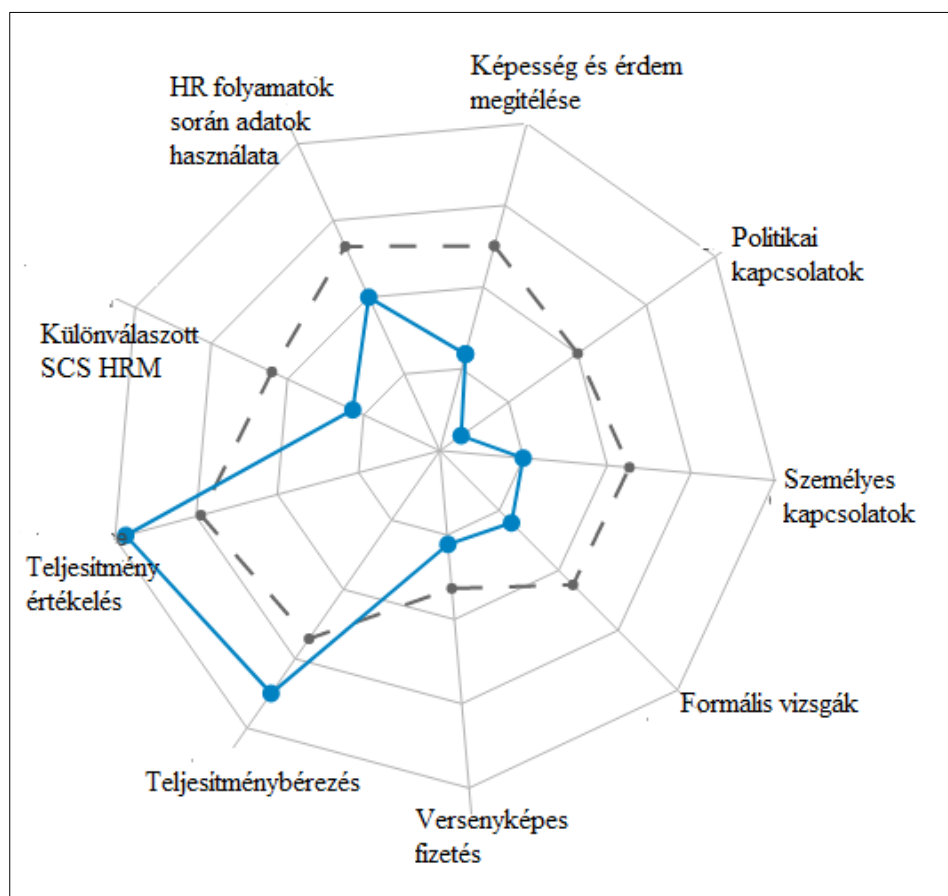 Képesség és érdem
megítélése
HR folyamatok
során adatok
használata
Politikai
kapcsolatok
Különválaszott
SCS HRM
Személyes
kapcsolatok
Teljesítmény
értékelés
Formális vizsgák
Teljesítménybérezés
Versenyképes
fizetés